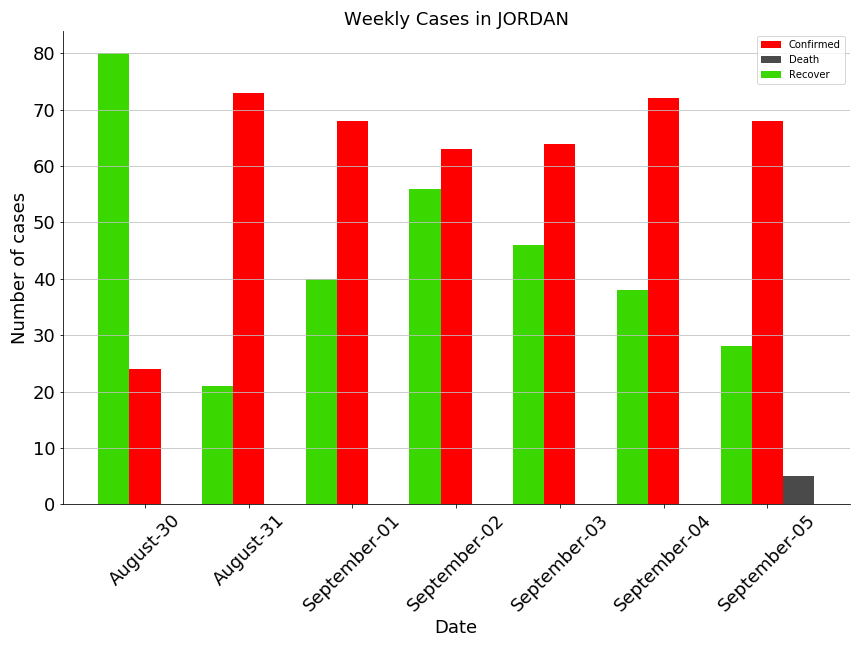 Weekly Cases in JORDAN
Confirmed
Death
Recover
Number of cases
80
70
60
50
40
30
20
10
0
August-30
August-31
September-01
September-02
September-03
September-04
September-05
Date